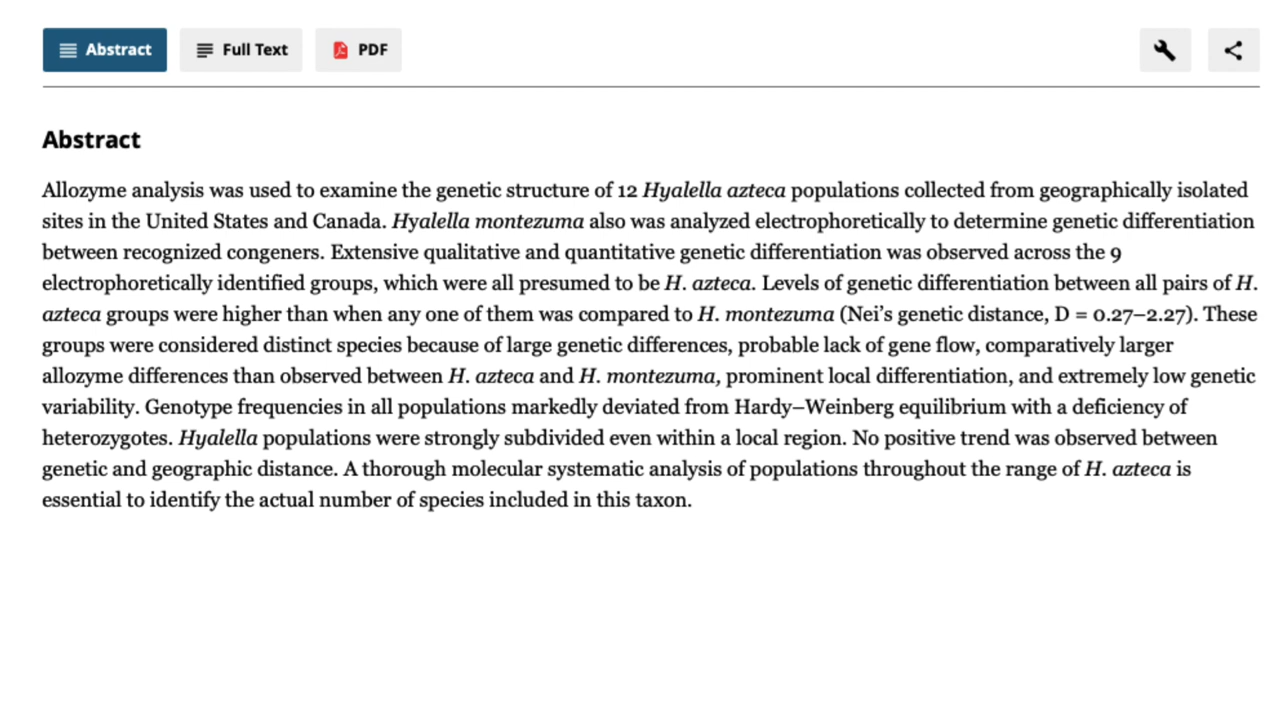 Abstract
Full Text
PDF
Abstract
Allozyme analysis was used to examine the genetic structure of 12 Hyalella azteca populations collected from geographically isolated
sites in the United States and Canada. Hyalella montezuma also was analyzed electrophoretically to determine genetic differentiation
between recognized congeners. Extensive qualitative and quantitative genetic differentiation was observed across the 9
electrophoretically identified groups, which were all presumed to be H. azteca. Levels of genetic differentiation between all pairs of H.
azteca groups were higher than when any one of them was compared to H. montezuma (Nei’s genetic distance, D = 0.27–2.27). These
groups were considered distinct species because of large genetic differences, probable lack of gene flow, comparatively larger
allozyme differences than observed between H. azteca and H. montezuma, prominent local differentiation, and extremely low genetic
variability. Genotype frequencies in all populations markedly deviated from Hardy–Weinberg equilibrium with a deficiency of
heterozygotes. Hyalella populations were strongly subdivided even within a local region. No positive trend was observed between
genetic and geographic distance. A thorough molecular systematic analysis of populations throughout the range of H. azteca is
essential to identify the actual number of species included in this taxon.